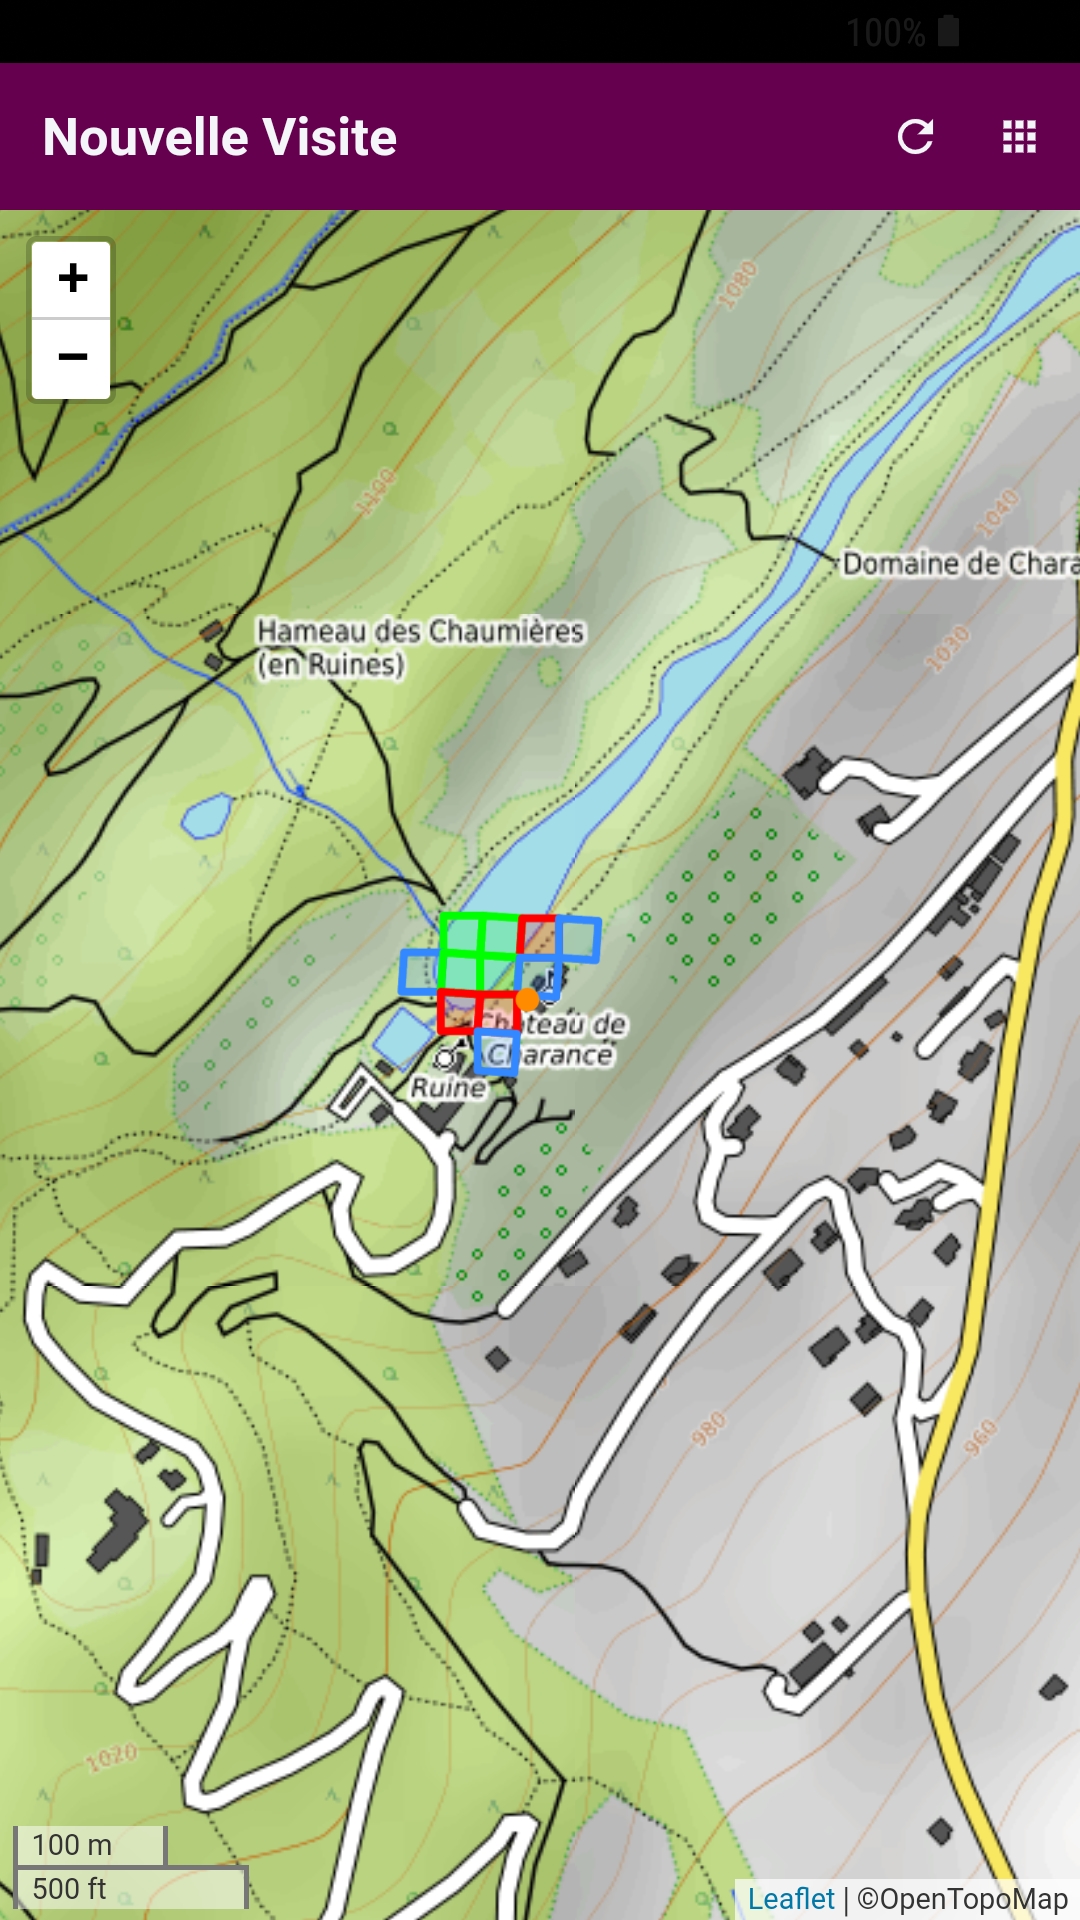 100%
Nouvelle Visite
+
−
1080
1100
1040
Domaine de Chara
Hameau des Chaumières
(en Ruines)
1030
Château de
Charance
Ruine
980
960
1020
100 m
500 ft
Leaflet | ©OpenTopoMap